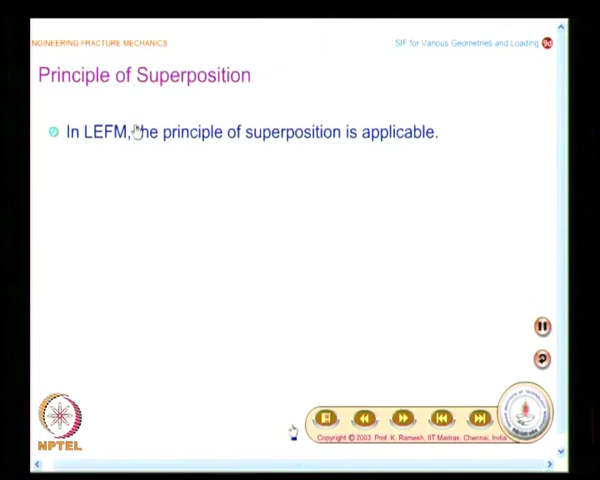 NGINEERING FRACTURE MECHANICS
SIF for Various Geometries and Loading 9d
Principle of Superposition
In LEFM, the principle of superposition is applicable.
NPTEL
Copyright © 2003 Prof. K. Ramesh, IIT Madras, Chennai, India